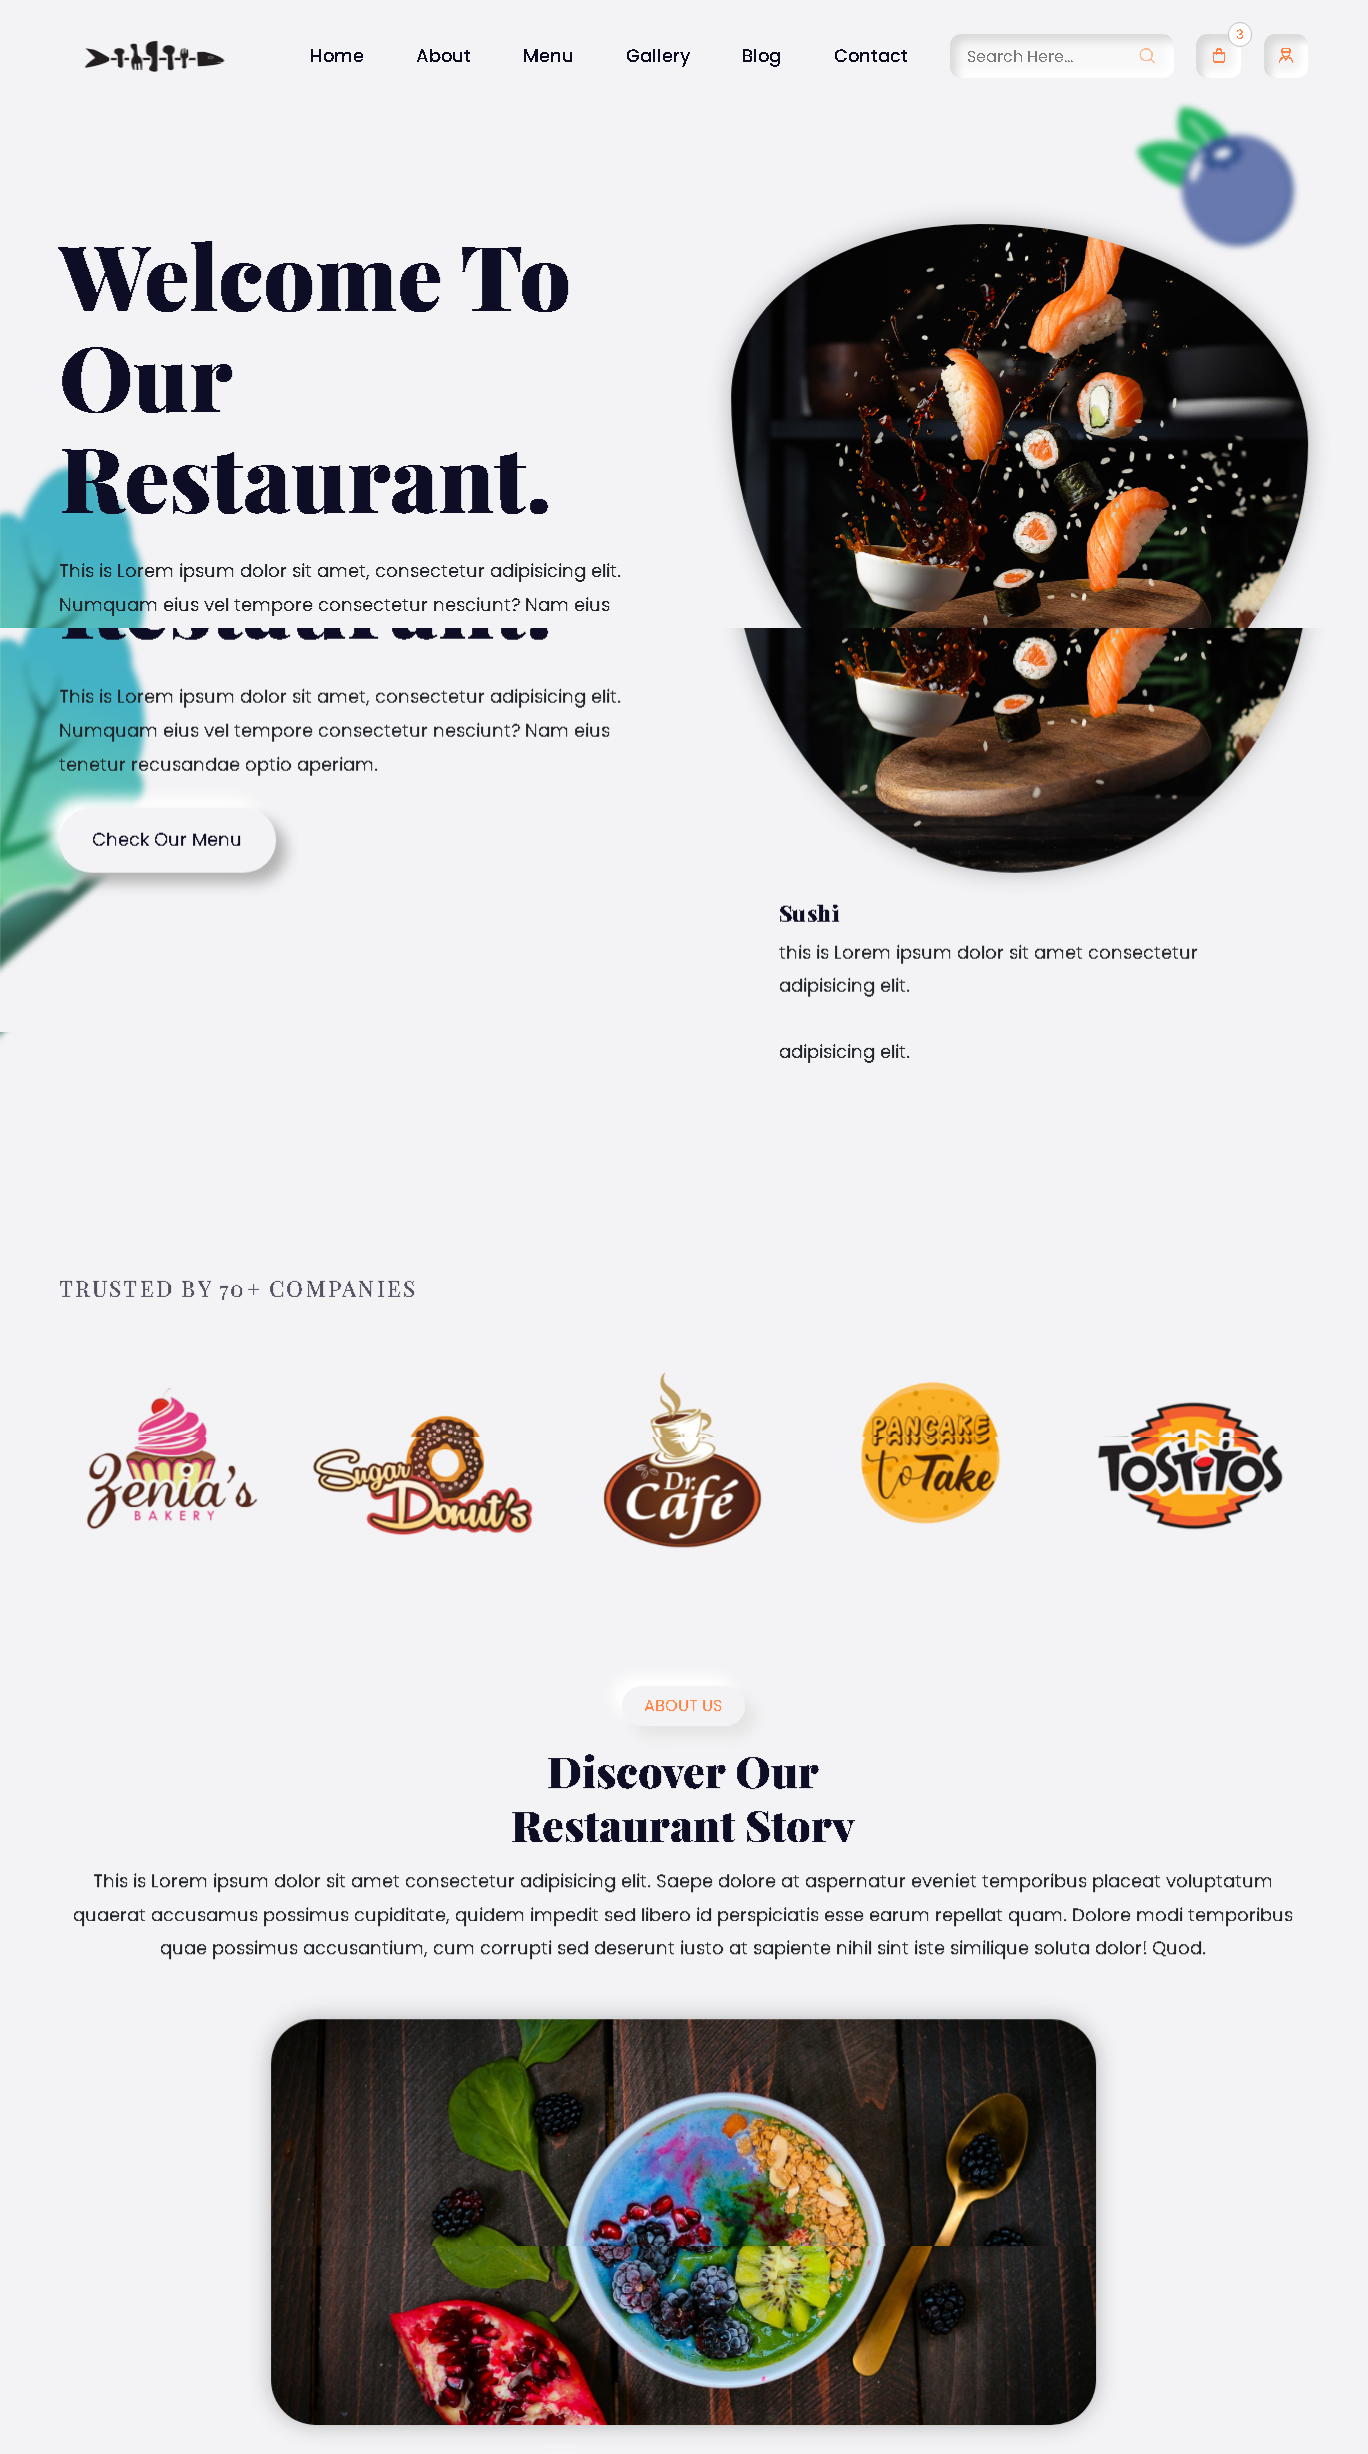 Home About Menu Gallery Blog Contact Search Here... 3
Welcome To
Our
Restaurant.
This is Lorem ipsum dolor sit amet, consectetur adipisicing elit.
Numquam eius vel tempore consectetur nesciunt? Nam eius
Restaurant.
This is Lorem ipsum dolor sit amet, consectetur adipisicing elit.
Numquam eius vel tempore consectetur nesciunt? Nam eius
tenetur recusandae optio aperiam.
Check Our Menu
Sushi
this is Lorem ipsum dolor sit amet consectetur
adipisicing elit.
adipisicing elit.
TRUSTED BY 70+ COMPANIES
Zenia's
BAKERY
Sugar
Donut's
Dr.
Café
PANCAKE
to Take
TOSTITOS
ABOUT US
Discover Our
Restaurant Story
This is Lorem ipsum dolor sit amet consectetur adipisicing elit. Saepe dolore at aspernatur eveniet temporibus placeat voluptatum
quaerat accusamus possimus cupiditate, quidem impedit sed libero id perspiciatis esse earum repellat quam. Dolore modi temporibus
quae possimus accusantium, cum corrupti sed deserunt iusto at sapiente nihil sint iste similique soluta dolor! Quod.